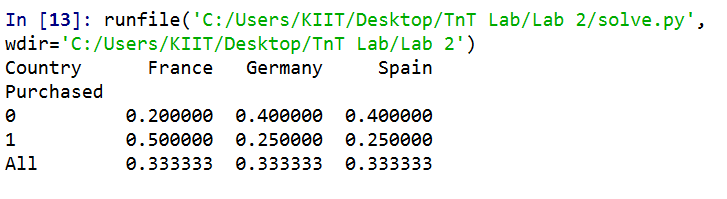 In [13]: runfile('C:/Users/KIIT/Desktop/TnT Lab/Lab 2/solve.py',
wdir='C:/Users/KIIT/Desktop/TnT Lab/Lab 2')
Country      France   Germany     Spain
Purchased
0          0.200000  0.400000  0.400000
1          0.500000  0.250000  0.250000
All        0.333333  0.333333  0.333333